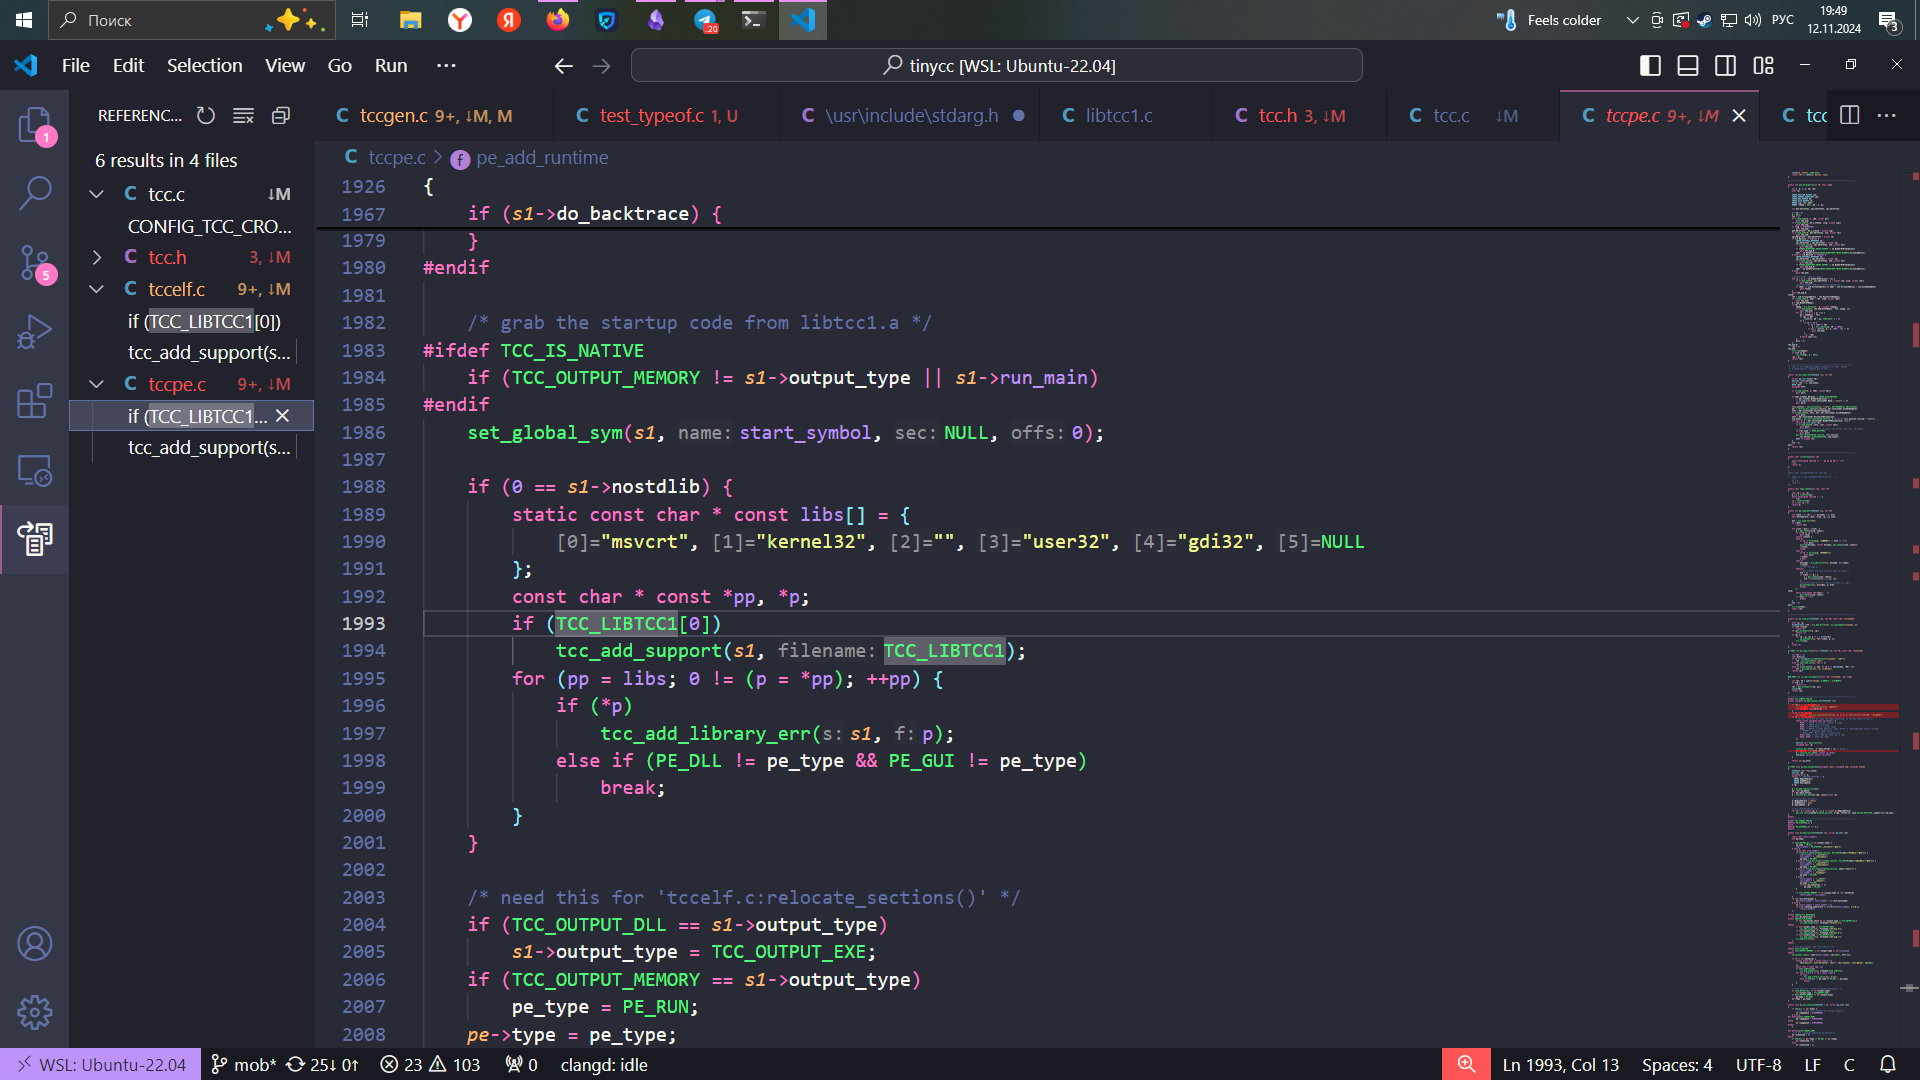 Поиск
.20
Feels colder
РУС
19:49
12.11.2024
3
File Edit Selection View Go Run ···
tinycc [WSL: Ubuntu-22.04]
REFERENC...
C tccgen.c 9+, ↓M, M
C test_typeof.c 1, U
C \usr\include\stdarg.h
C libtcc1.c
C tcc.h 3, ↓M
C tcc.c ↓M
C tccpe.c 9+, ↓M
C tcc
1
5
6 results in 4 files
C tcc.c ↓M
CONFIG_TCC_CRO...
C tcc.h 3, ↓M
C tccelf.c 9+, ↓M
if (TCC_LIBTCC1[0])
tcc_add_support(s...
C tccpe.c 9+, ↓M
if (TCC_LIBTCC1...
tcc_add_support(s...
C tccpe.c > f pe_add_runtime
1926 {
1967 if (s1->do_backtrace) {
1979 }
1980 #endif
1981
1982 /* grab the startup code from libtcc1.a */
1983 #ifdef TCC_IS_NATIVE
1984 if (TCC_OUTPUT_MEMORY != s1->output_type || s1->run_main)
1985 #endif
1986 set_global_sym(s1, name: start_symbol, sec: NULL, offs: 0);
1987
1988 if (0 == s1->nostdlib) {
1989 static const char * const libs[] = {
1990 [0]="msvcrt", [1]="kernel32", [2]="", [3]="user32", [4]="gdi32", [5]=NULL
1991 };
1992 const char * const *pp, *p;
1993 if (TCC_LIBTCC1[0])
1994 tcc_add_support(s1, filename: TCC_LIBTCC1);
1995 for (pp = libs; 0 != (p = *pp); ++pp) {
1996 if (*p)
1997 tcc_add_library_err(s: s1, f: p);
1998 else if (PE_DLL != pe_type && PE_GUI != pe_type)
1999 break;
2000 }
2001 }
2002
2003 /* need this for 'tccelf.c:relocate_sections()' */
2004 if (TCC_OUTPUT_DLL == s1->output_type)
2005 s1->output_type = TCC_OUTPUT_EXE;
2006 if (TCC_OUTPUT_MEMORY == s1->output_type)
2007 pe_type = PE_RUN;
2008 pe->type = pe_type;
WSL: Ubuntu-22.04 mob* 25↓ 0↑ 23 103 0 clangd: idle
Ln 1993, Col 13 Spaces: 4 UTF-8 LF C